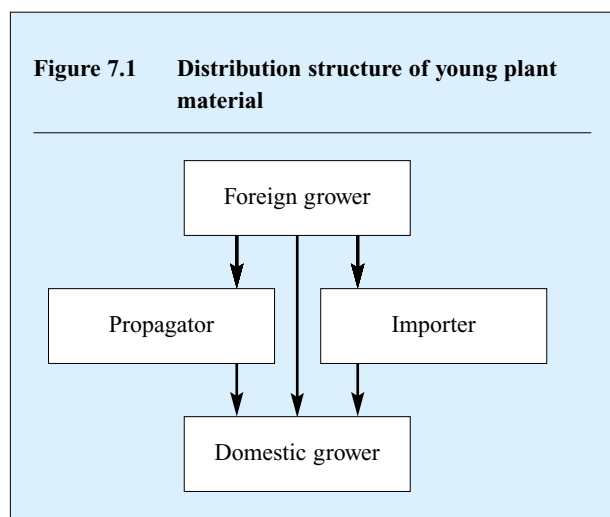 Figure 7.1 Distribution structure of young plant
material
Foreign grower
Propagator
Importer
Domestic grower